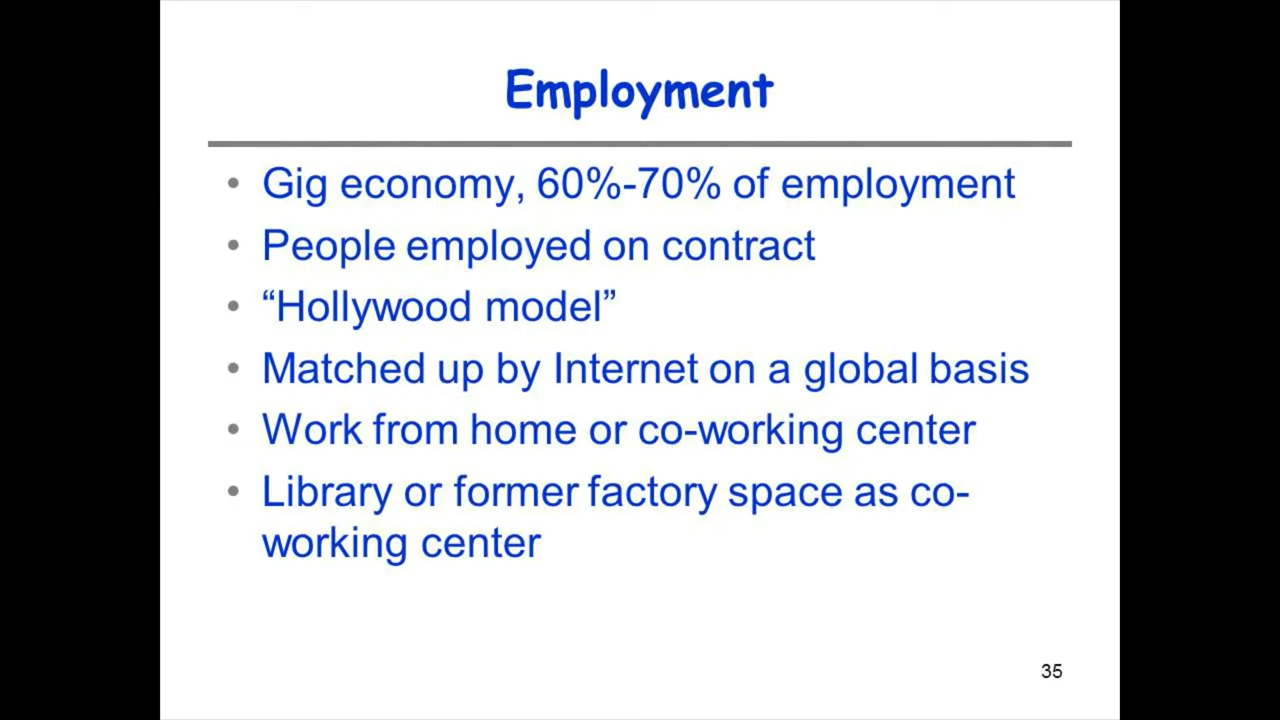 Employment
• Gig economy, 60%-70% of employment
• People employed on contract
• “Hollywood model”
• Matched up by Internet on a global basis
• Work from home or co-working center
• Library or former factory space as co-
working center
35